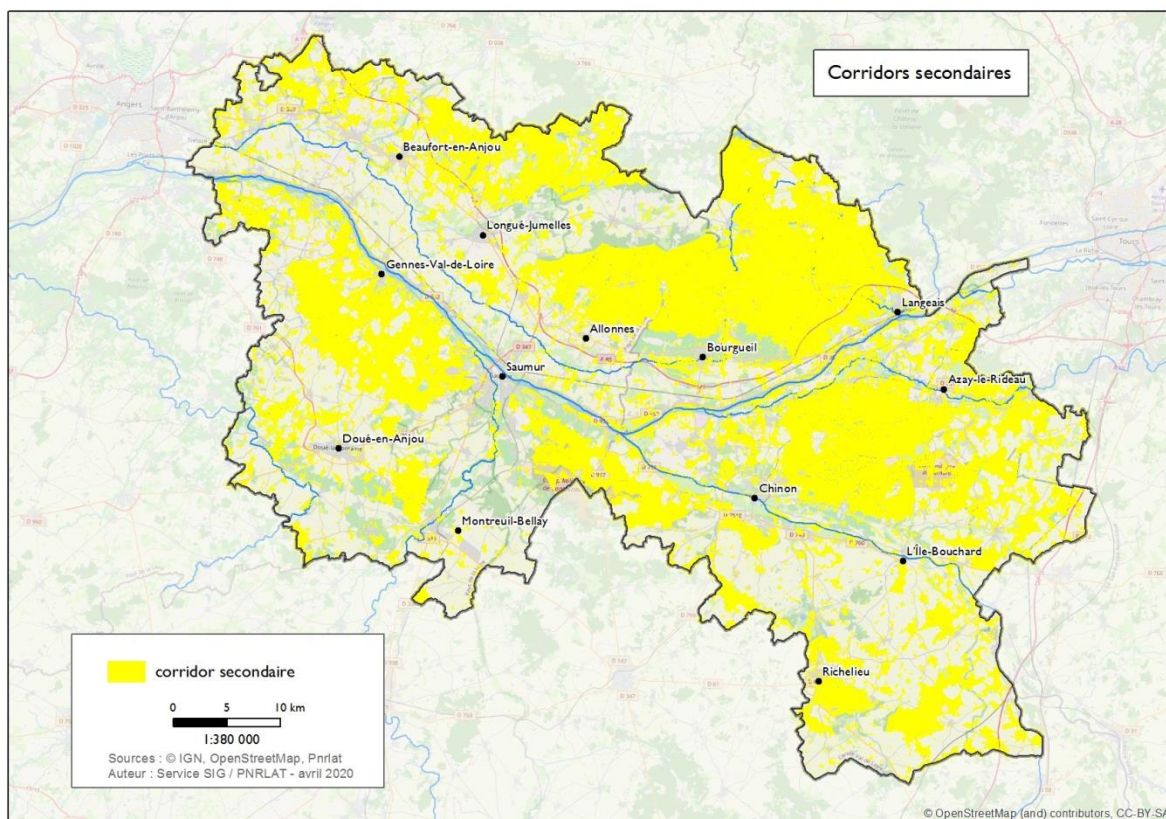 Corridors secondaires
Angers
Beaufort-en-Anjou
Longué-Jumelles
Gennes-Val-de-Loire
Tours
Langeais
Allonnes
Bourgueil
Saumur
Azay-le-Rideau
Doué-en-Anjou
Chinon
Montreuil-Bellay
L'Île-Bouchard
Richelieu
corridor secondaire
0 5 10 km
1:380 000
Sources : © IGN, OpenStreetMap, Pnrlat
Auteur : Service SIG / PNRLAT - avril 2020
© OpenStreetMap (and) contributors, CC-BY-SA